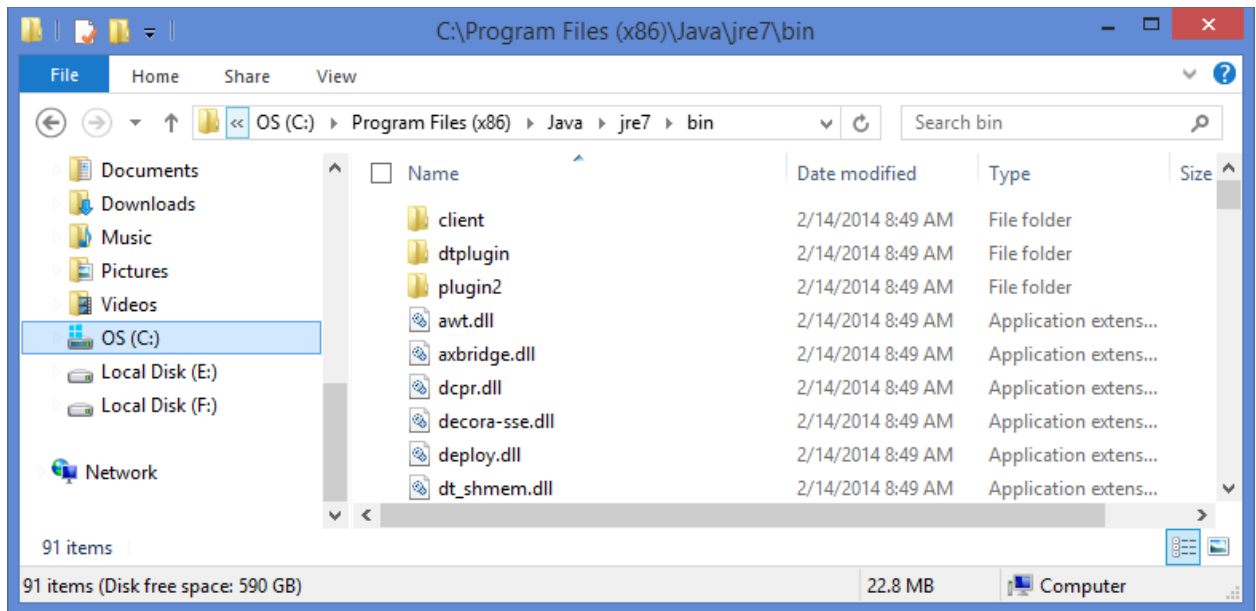 C:\Program Files (x86)\Java\jre7\bin
File Home Share View
« OS (C:) Program Files (x86) Java jre7 bin Search bin
Documents
Downloads
Music
Pictures
Videos
OS (C:)
Local Disk (E:)
Local Disk (F:)
Network
Name Date modified Type Size
client 2/14/2014 8:49 AM File folder
dtplugin 2/14/2014 8:49 AM File folder
plugin2 2/14/2014 8:49 AM File folder
awt.dll 2/14/2014 8:49 AM Application extens...
axbridge.dll 2/14/2014 8:49 AM Application extens...
dcpr.dll 2/14/2014 8:49 AM Application extens...
decora-sse.dll 2/14/2014 8:49 AM Application extens...
deploy.dll 2/14/2014 8:49 AM Application extens...
dt_shmem.dll 2/14/2014 8:49 AM Application extens...
91 items
91 items (Disk free space: 590 GB) 22.8 MB Computer